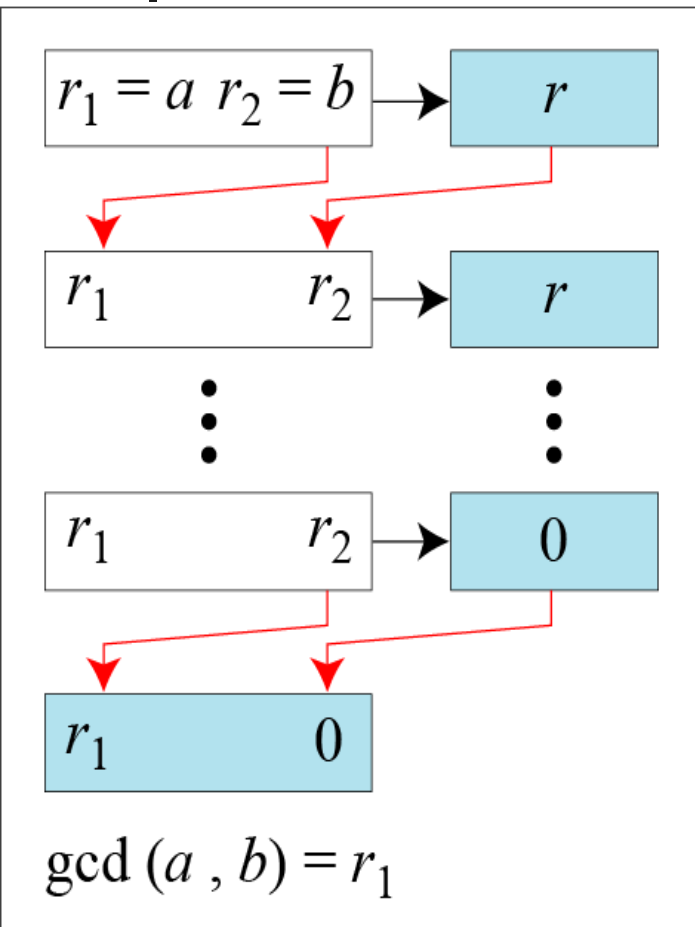 r₁ = a r₂ = b r
r₁ r₂ r
r₁ r₂ 0
r₁ 0
gcd (a , b) = r₁